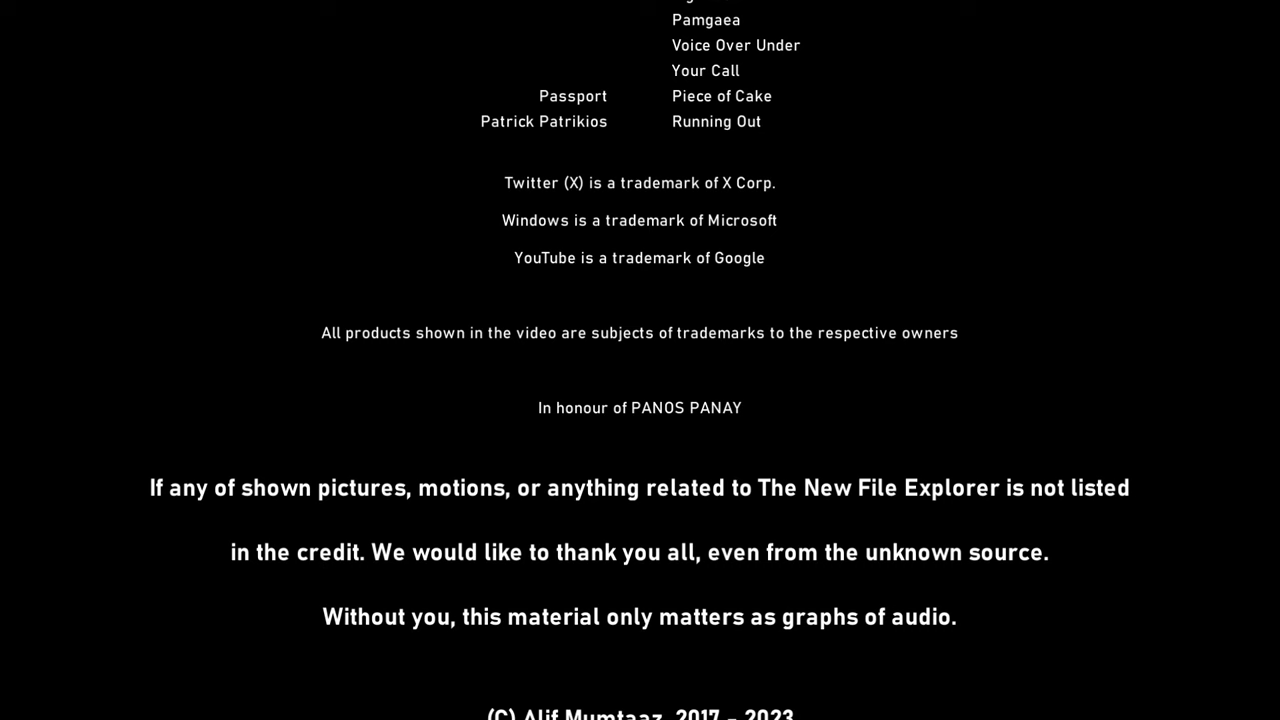 Pamgaea
Voice Over Under
Your Call
Passport Piece of Cake
Patrick Patrikios Running Out
Twitter (X) is a trademark of X Corp.
Windows is a trademark of Microsoft
YouTube is a trademark of Google
All products shown in the video are subjects of trademarks to the respective owners
In honour of PANOS PANAY
If any of shown pictures, motions, or anything related to The New File Explorer is not listed
in the credit. We would like to thank you all, even from the unknown source.
Without you, this material only matters as graphs of audio.
(C) Alif Mumtaaz, 2017 - 2023